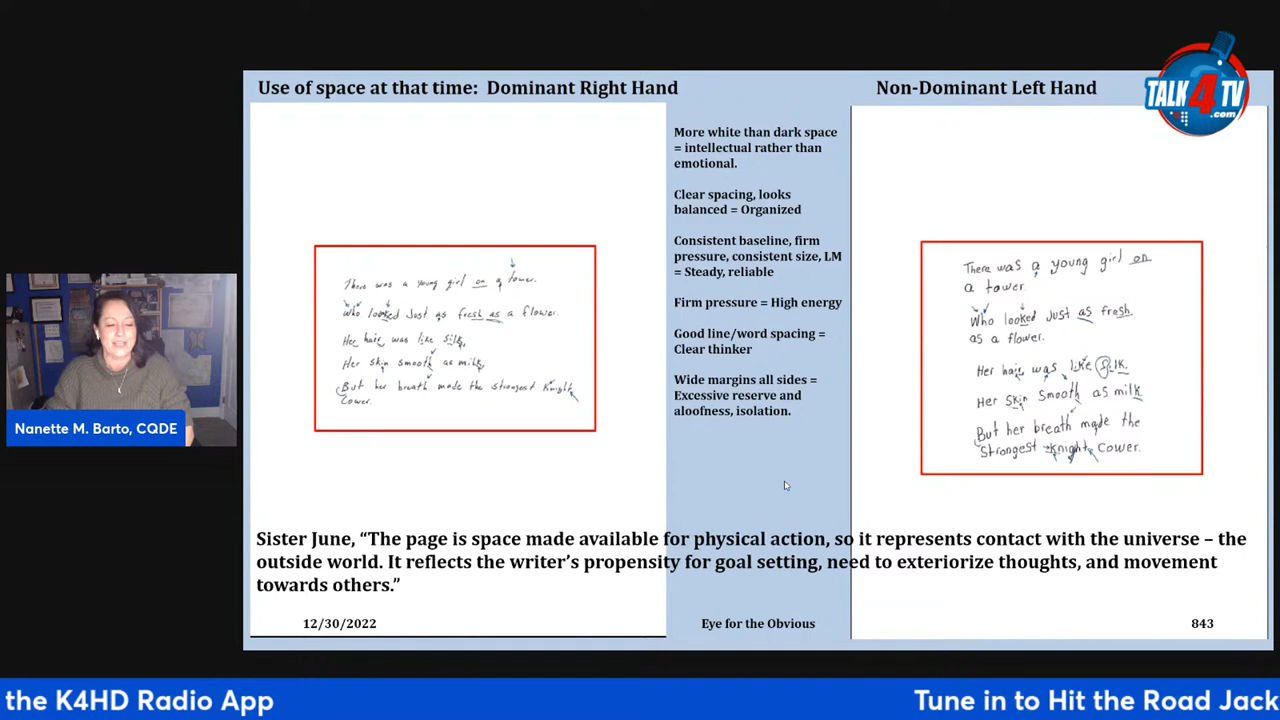 Use of space at that time: Dominant Right Hand
Non-Dominant Left Hand
TALK 4 TV
.com
There was a young girl on a tower.
Who looked Just as fresh as a flower.
Her hair was like silk,
Her skin smooth as milk,
But her breath made the strongest Knight
Cower.
More white than dark space
= intellectual rather than
emotional.
Clear spacing, looks
balanced = Organized
Consistent baseline, firm
pressure, consistent size, LM
= Steady, reliable
Firm pressure = High energy
Good line/word spacing =
Clear thinker
Wide margins all sides =
Excessive reserve and
aloofness, isolation.
There was a young girl on
a tower.
Who looked Just as fresh
as a flower.
Her hair was like Silk.
Her skin Smooth as milk
But her breath made the
Strongest Knight Cower.
Nanette M. Barto, CQDE
Sister June, “The page is space made available for physical action, so it represents contact with the universe – the
outside world. It reflects the writer’s propensity for goal setting, need to exteriorize thoughts, and movement
towards others.”
12/30/2022
Eye for the Obvious
843
the K4HD Radio App
Tune in to Hit the Road Jack